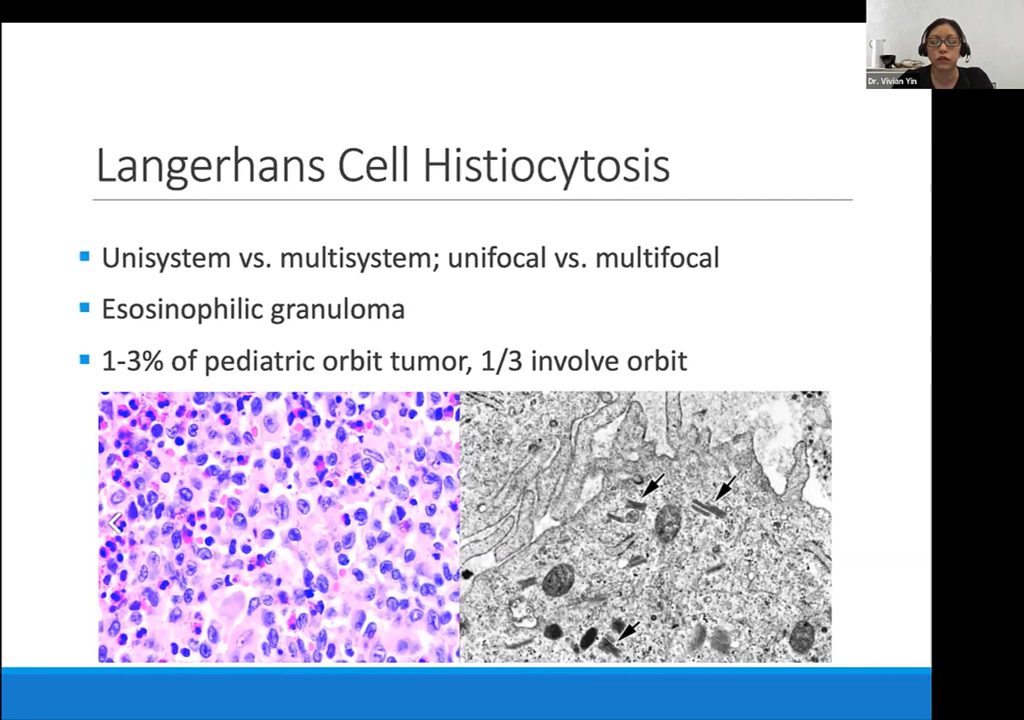 Dr. Vivian Yin
Langerhans Cell Histiocytosis
Unisystem vs. multisystem; unifocal vs. multifocal
Esosinophilic granuloma
1-3% of pediatric orbit tumor, 1/3 involve orbit